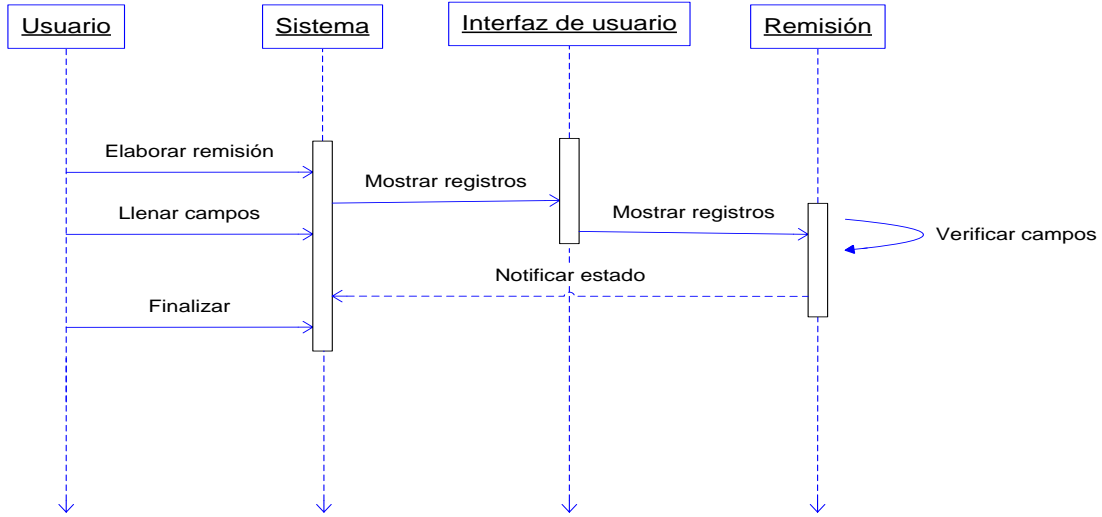 Usuario
Sistema
Interfaz de usuario
Remisión
Elaborar remisión
Mostrar registros
Llenar campos
Mostrar registros
Verificar campos
Notificar estado
Finalizar